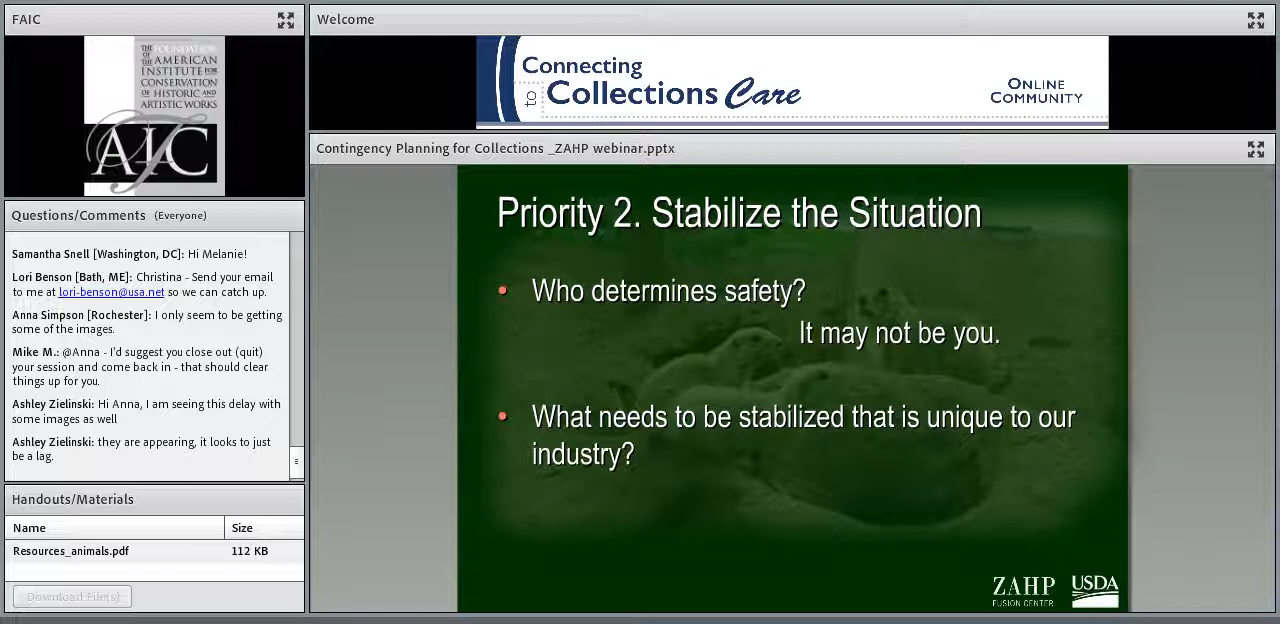 FAIC
THE FOUNDATION
OF THE AMERICAN
INSTITUTE FOR
CONSERVATION
OF HISTORIC AND
ARTISTIC WORKS
AIC
Questions/Comments (Everyone)
Samantha Snell [Washington, DC]: Hi Melanie!
Lori Benson [Bath, ME]: Christina - Send your email
to me at lori-benson@usa.net so we can catch up.
Anna Simpson [Rochester]: I only seem to be getting
some of the images.
Mike M.: @Anna - I'd suggest you close out (quit)
your session and come back in - that should clear
things up for you.
Ashley Zielinski: Hi Anna, I am seeing this delay with
some images as well
Ashley Zielinski: they are appearing, it looks to just
be a lag.
Handouts/Materials
Name Size
Resources_animals.pdf 112 KB
Download File(s)
Welcome
Connecting
to Collections Care
ONLINE
COMMUNITY
Contingency Planning for Collections _ZAHP webinar.pptx
Priority 2. Stabilize the Situation
• Who determines safety?
It may not be you.
• What needs to be stabilized that is unique to our
industry?
ZAHP
FUSION CENTER
USDA